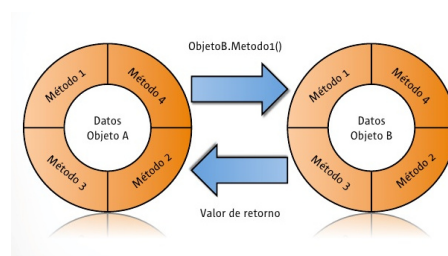 ObjetoB.Metodo1()
Método 1
Método 4
Datos
Objeto A
Método 3
Método 2
Método 1
Método 4
Datos
Objeto B
Método 3
Método 2
Valor de retorno